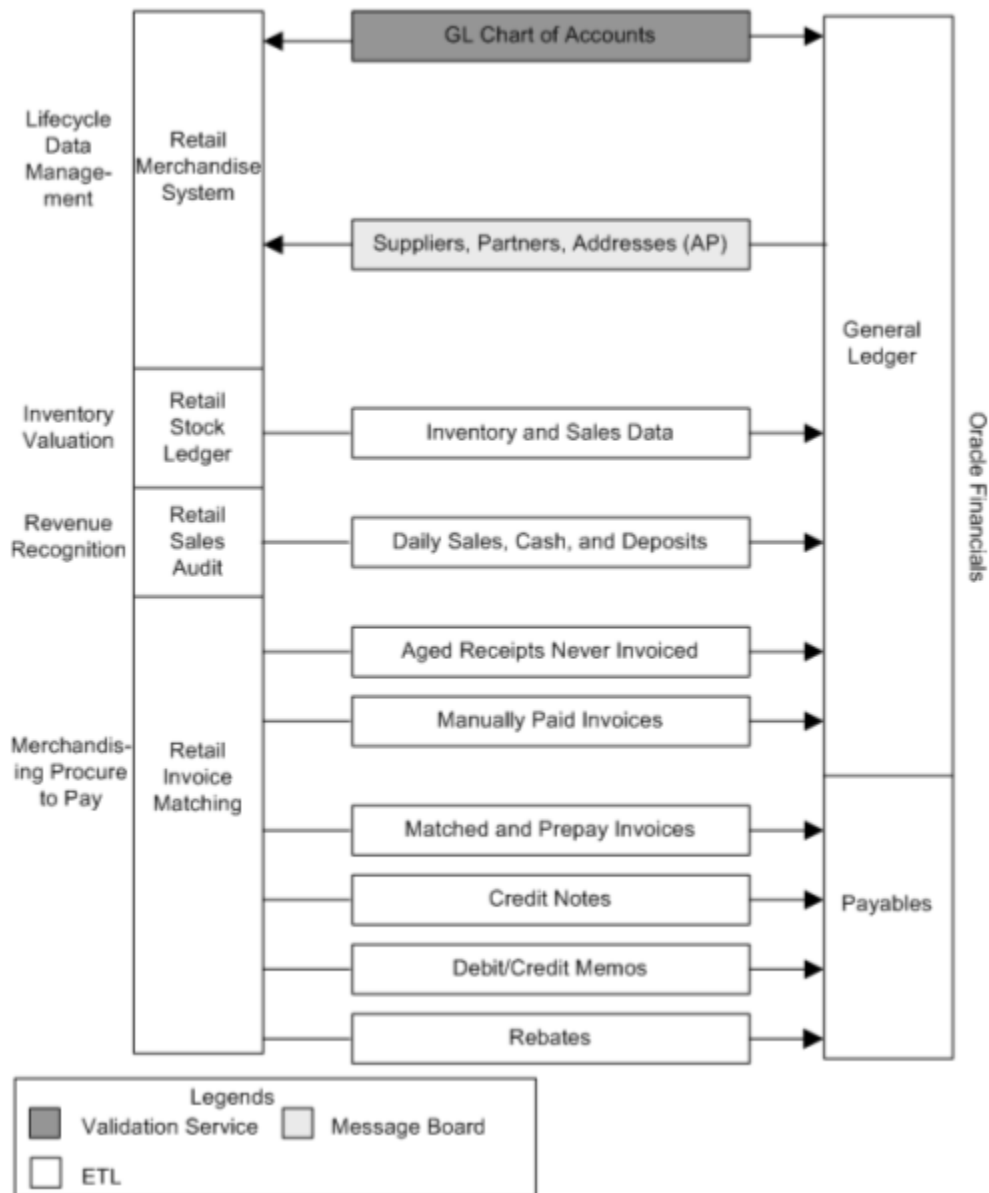 GL Chart of Accounts
Lifecycle
Data
Manage-
ment
Retail
Merchandise
System
Suppliers, Partners, Addresses (AP)
General
Ledger
Oracle Financials
Inventory
Valuation
Retail
Stock
Ledger
Inventory and Sales Data
Revenue
Recognition
Retail
Sales
Audit
Daily Sales, Cash, and Deposits
Aged Receipts Never Invoiced
Manually Paid Invoices
Merchandis-
ing Procure
to Pay
Retail
Invoice
Matching
Matched and Prepay Invoices
Credit Notes
Payables
Debit/Credit Memos
Rebates
Legends
Validation Service
Message Board
ETL